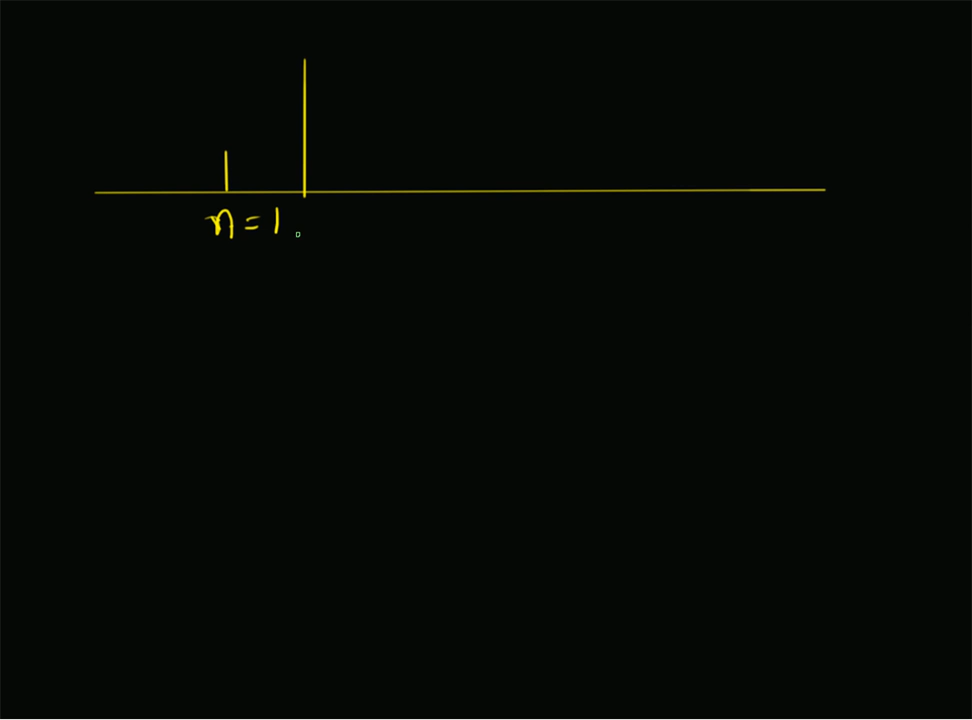 n = 1